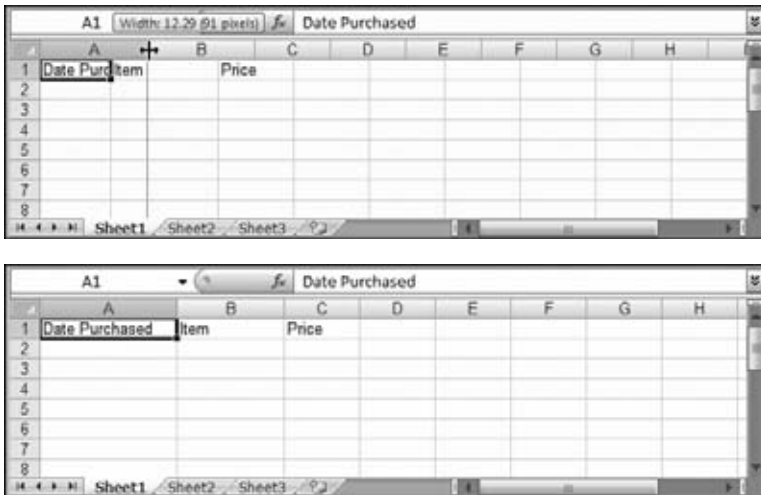 A1 Width: 12.29 (91 pixels) fx Date Purchased
A B C D E F G H
1 Date Purc Item Price
2
3
4
5
6
7
8
Sheet1 Sheet2 Sheet3
A1 fx Date Purchased
A B C D E F G H
1 Date Purchased Item Price
2
3
4
5
6
7
8
Sheet1 Sheet2 Sheet3